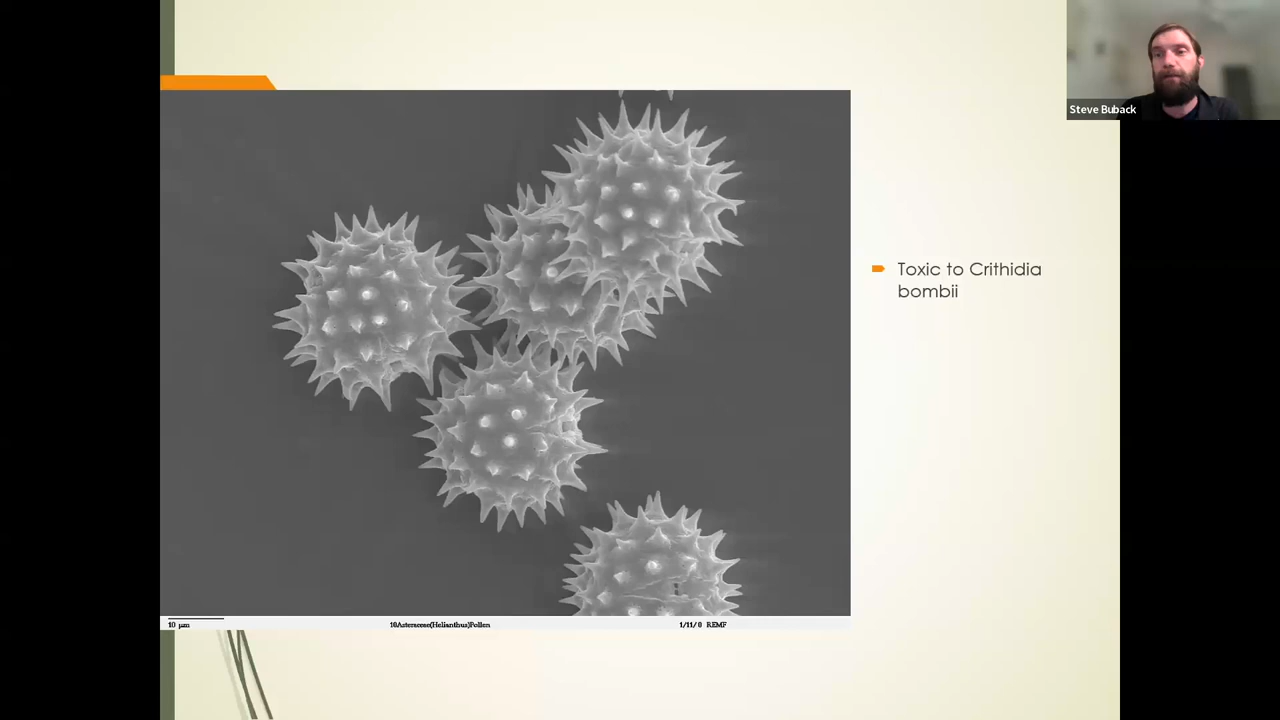 Steve Buback
Toxic to Crithidia
bombii
10 µm
10Asteraceae(Helianthus)Pollen
1/11/0 REMF